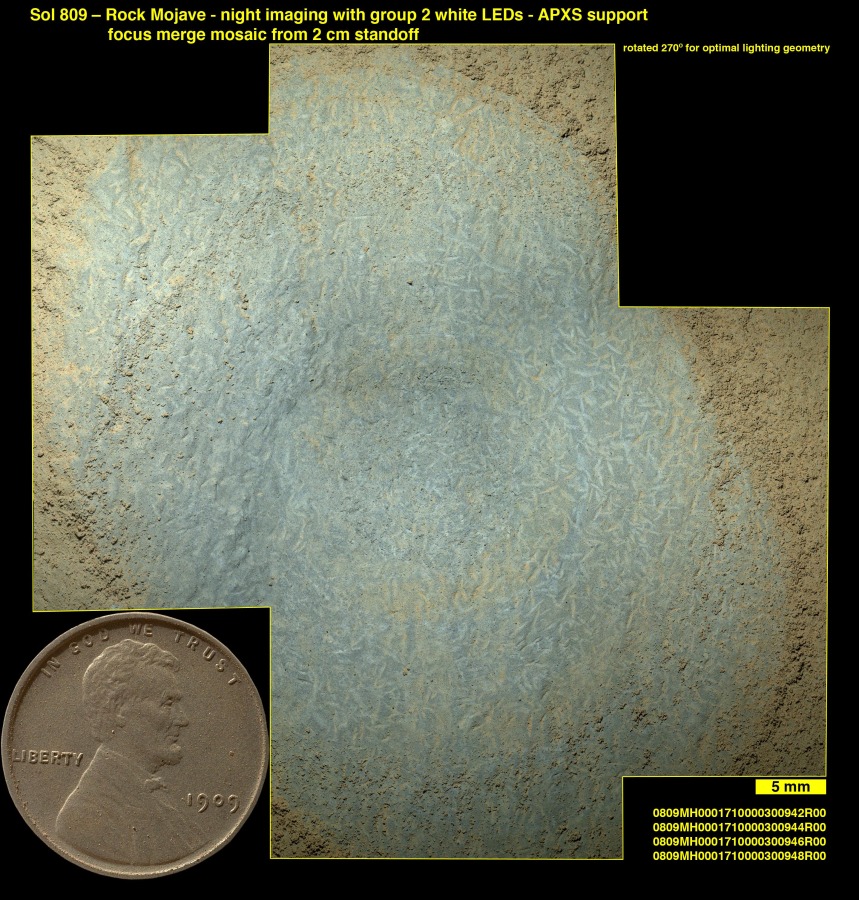 Sol 809 – Rock Mojave - night imaging with group 2 white LEDs - APXS support
focus merge mosaic from 2 cm standoff
rotated 270º for optimal lighting geometry
IN GOD WE TRUST
LIBERTY
1909
5 mm
0809MH0001710000300942R00
0809MH0001710000300944R00
0809MH0001710000300946R00
0809MH0001710000300948R00